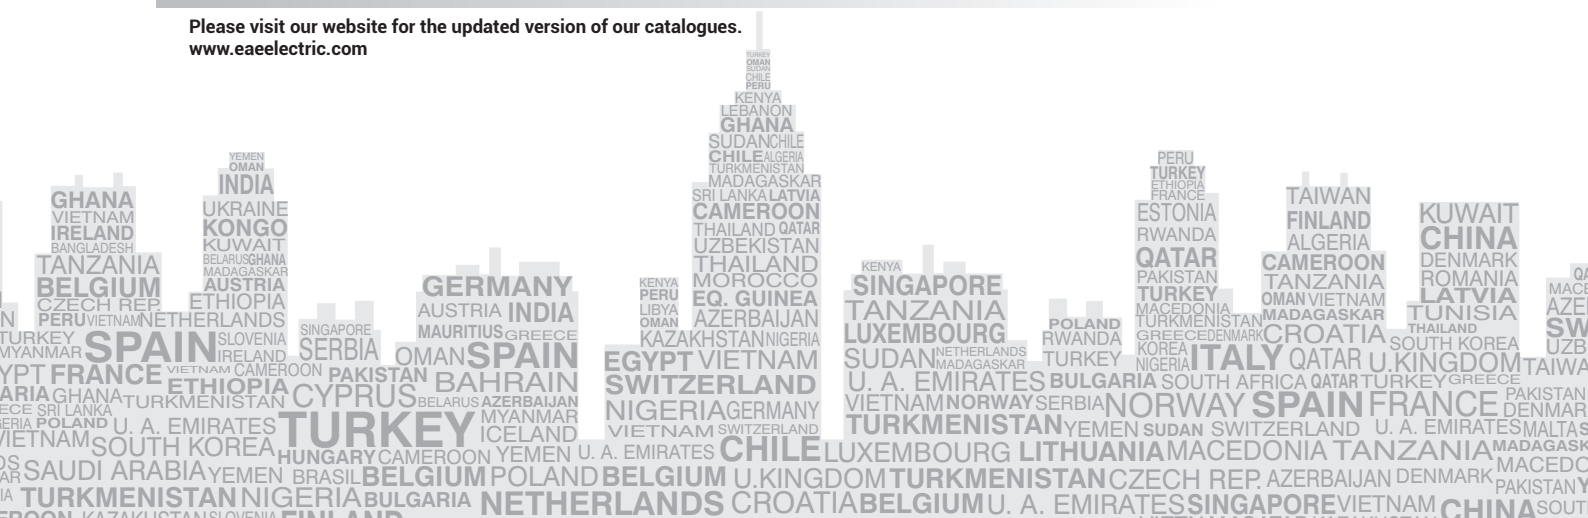 Please visit our website for the updated version of our catalogues.
www.eaeelectric.com
TURKEY
OMAN
SUDAN
CHILE
PERU
KENYA
LEBANON
GHANA
SUDAN CHILE
CHILE ALGERIA
TURKMENISTAN
MADAGASKAR
SRI LANKA LATVIA
CAMEROON
THAILAND QATAR
UZBEKISTAN
THAILAND
MOROCCO
EQ. GUINEA
AZERBAIJAN
KAZAKHSTAN NIGERIA
EGYPT VIETNAM
SWITZERLAND
NIGERIA GERMANY
VIETNAM SWITZERLAND
GHANA
VIETNAM
IRELAND
BANGLADESH
TANZANIA
BELGIUM
CZECH REP.
PERU VIETNAM NETHERLANDS
YEMEN
OMAN
INDIA
UKRAINE
KONGO
KUWAIT
BELARUS GHANA
MADAGASKAR
AUSTRIA
ETHIOPIA
TURKEY
MYANMAR SPAIN SLOVENIA
IRELAND
FRANCE VIETNAM CAMEROON PAKISTAN
ETHIOPIA
GHANA TURKMENISTAN CYPRUS
SRI LANKA
POLAND U. A. EMIRATES TURKEY
VIETNAM SOUTH KOREA
SINGAPORE
SERBIA
GERMANY
AUSTRIA INDIA
MAURITIUS GREECE
OMAN SPAIN
BAHRAIN
BELARUS AZERBAIJAN
MYANMAR
ICELAND
KENYA
PERU
LIBYA
OMAN
KENYA
SINGAPORE
TANZANIA
LUXEMBOURG
SUDAN NETHERLANDS
MADAGASKAR
POLAND
RWANDA
TURKEY
PERU
TURKEY
ETHIOPIA
FRANCE
ESTONIA
RWANDA
QATAR
PAKISTAN
TURKEY
MACEDONIA
TURKMENISTAN
GREECE DENMARK
KOREA
NIGERIA ITALY QATAR U.KINGDOM
TAIWAN
FINLAND
ALGERIA
CAMEROON
TANZANIA
OMAN VIETNAM
MADAGASKAR
CROATIA
KUWAIT
CHINA
DENMARK
ROMANIA
LATVIA
TUNISIA
THAILAND
SOUTH KOREA
U. A. EMIRATES BULGARIA SOUTH AFRICA QATAR TURKEY GREECE
VIETNAM NORWAY SERBIA NORWAY SPAIN FRANCE PAKISTAN
TURKMENISTAN YEMEN SUDAN SWITZERLAND U. A. EMIRATES MALTA
HUNGARY CAMEROON YEMEN U. A. EMIRATES CHILE LUXEMBOURG LITHUANIA MACEDONIA TANZANIA
SAUDI ARABIA YEMEN BRASIL BELGIUM POLAND BELGIUM U.KINGDOM TURKMENISTAN CZECH REP. AZERBAIJAN DENMARK PAKISTAN
TURKMENISTAN NIGERIA BULGARIA NETHERLANDS CROATIA BELGIUM U. A. EMIRATES SINGAPORE VIETNAM CHINA
KAZAKHSTAN SLOVENIA FINLAND